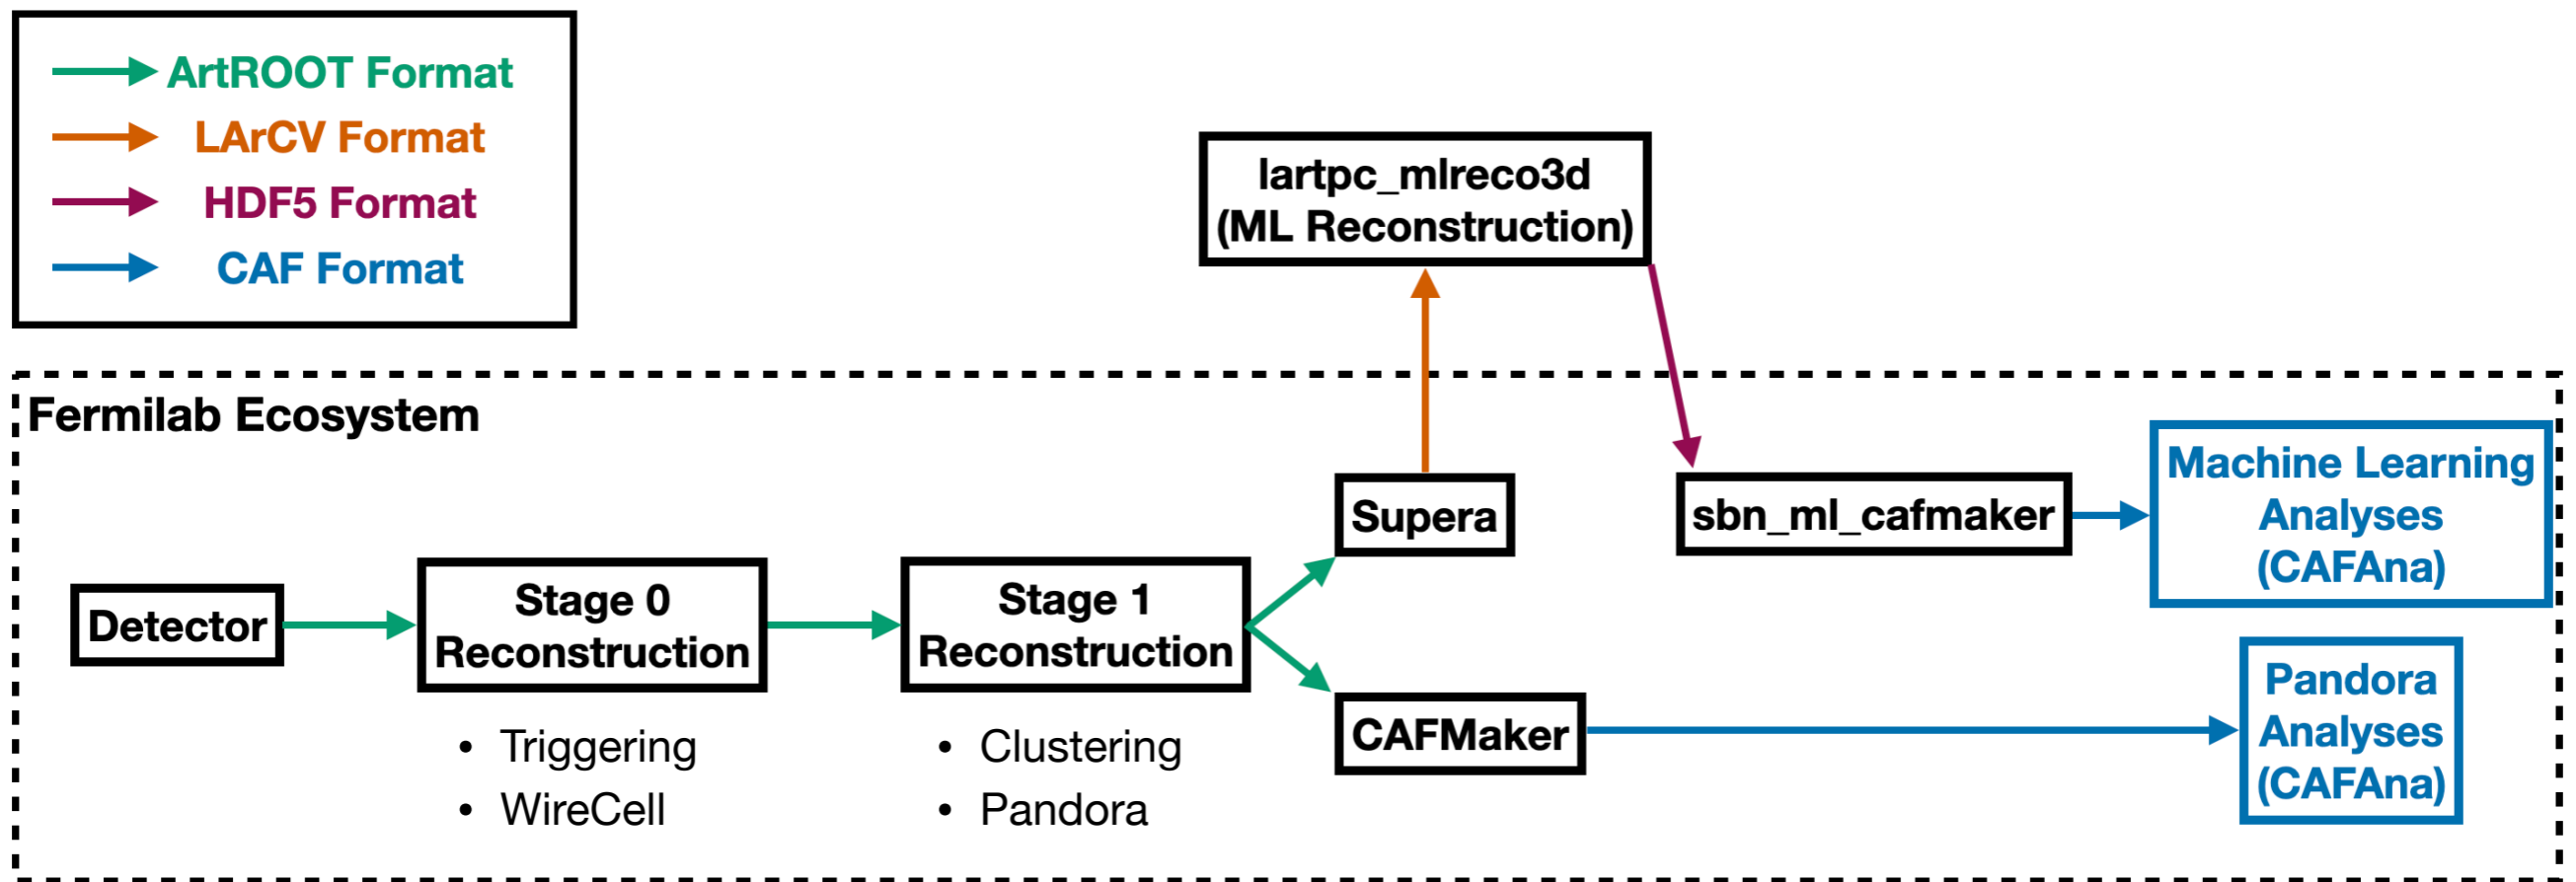 ArtROOT Format
LArCV Format
HDF5 Format
CAF Format
lartpc_mlreco3d
(ML Reconstruction)
Fermilab Ecosystem
Detector
Stage 0
Reconstruction
• Triggering
• WireCell
Stage 1
Reconstruction
• Clustering
• Pandora
Supera
CAFMaker
sbn_ml_cafmaker
Machine Learning
Analyses
(CAFAna)
Pandora
Analyses
(CAFAna)